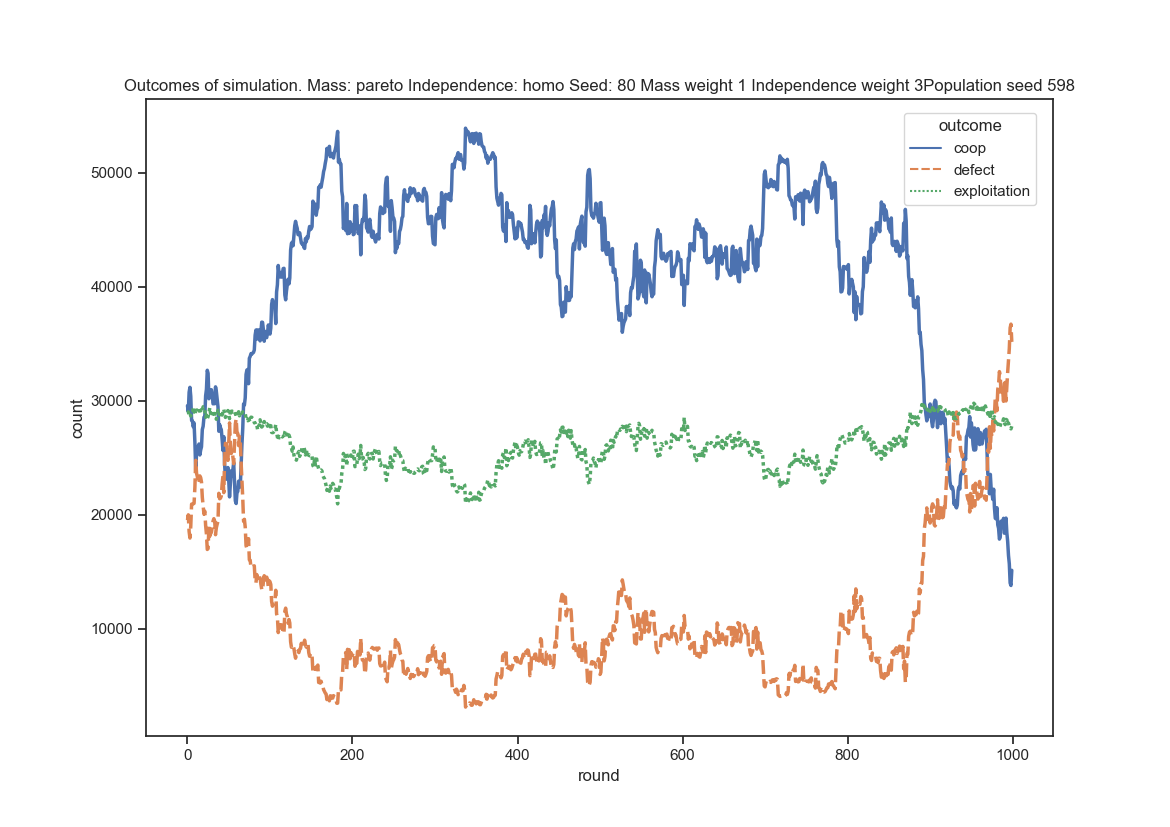 Outcomes of simulation. Mass: pareto Independence: homo Seed: 80 Mass weight 1 Independence weight 3Population seed 598
outcome
coop
defect
exploitation
50000
40000
30000
20000
10000
count
0 200 400 600 800 1000
round